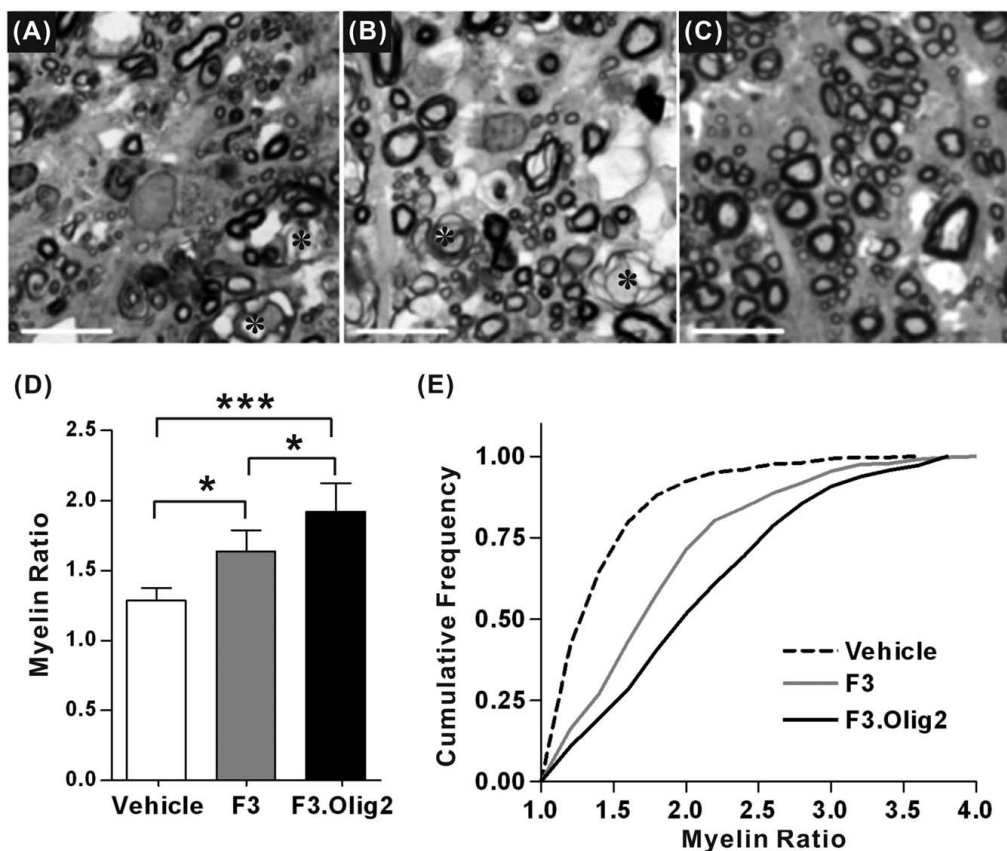 (A) (B) (C)
*
*
*
*
(D)
Myelin Ratio
2.5
2.0
1.5
1.0
0.5
0.0
***
*
*
Vehicle F3 F3.Olig2
(E)
Cumulative Frequency
1.00
0.75
0.50
0.25
0.00
Vehicle
F3
F3.Olig2
1.0 1.5 2.0 2.5 3.0 3.5 4.0
Myelin Ratio